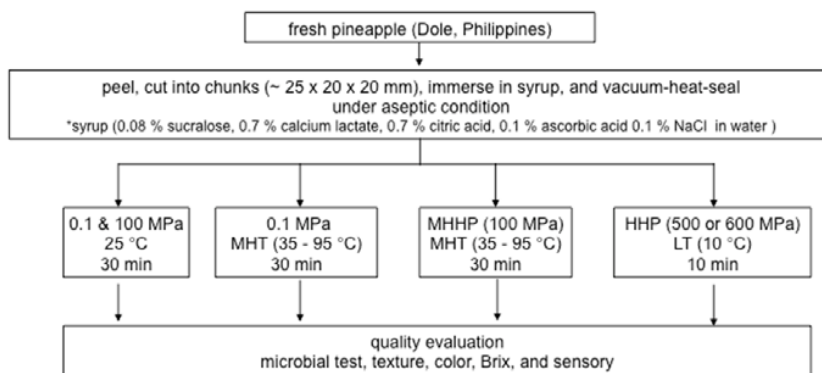 fresh pineapple (Dole, Philippines)
peel, cut into chunks (~ 25 x 20 x 20 mm), immerse in syrup, and vacuum-heat-seal
under aseptic condition
*syrup (0.08 % sucralose, 0.7 % calcium lactate, 0.7 % citric acid, 0.1 % ascorbic acid 0.1 % NaCl in water )
0.1 & 100 MPa
25 °C
30 min
0.1 MPa
MHT (35 - 95 °C)
30 min
MHHP (100 MPa)
MHT (35 - 95 °C)
30 min
HHP (500 or 600 MPa)
LT (10 °C)
10 min
quality evaluation
microbial test, texture, color, Brix, and sensory